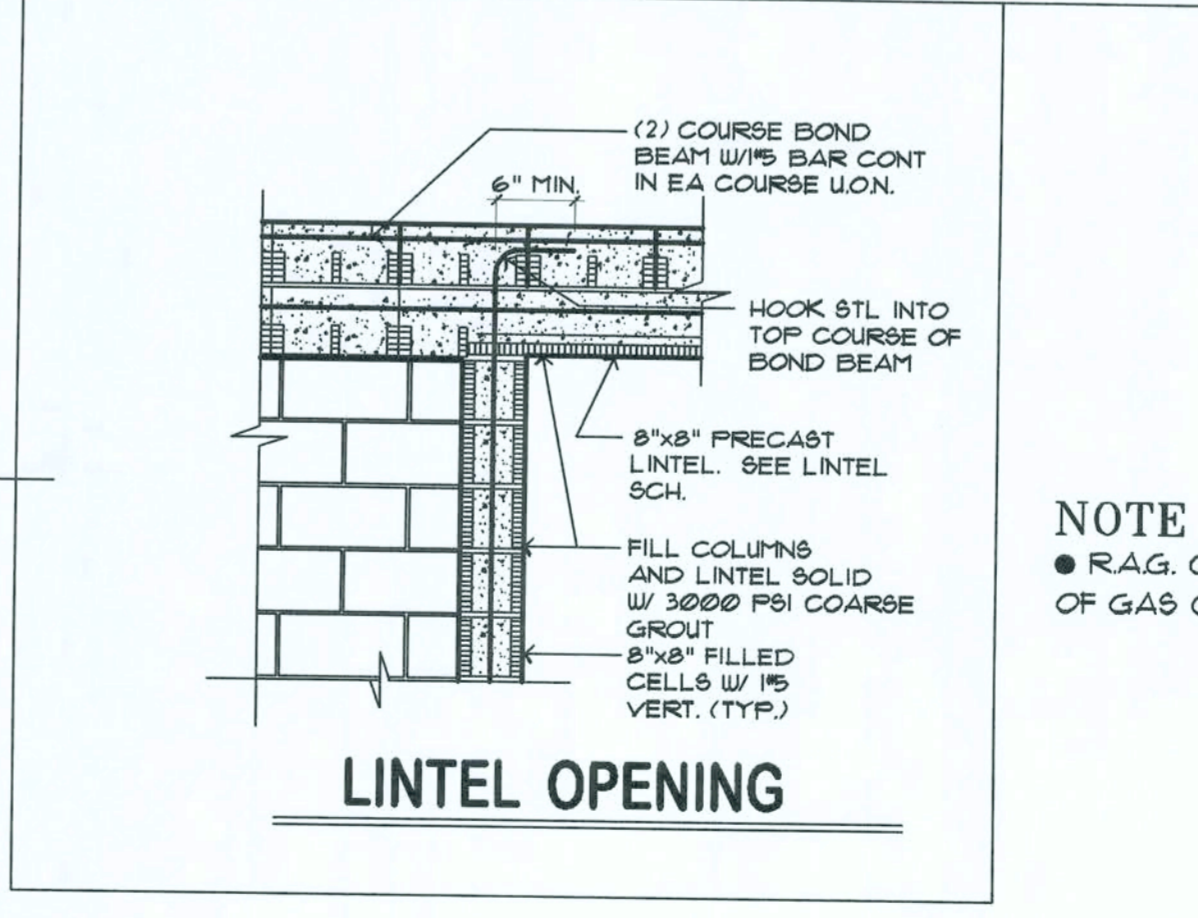 (2) COURSE BOND
BEAM W/1#5 BAR CONT
IN EA COURSE U.O.N.
6" MIN.
HOOK STL INTO
TOP COURSE OF
BOND BEAM
8"x8" PRECAST
LINTEL. SEE LINTEL
SCH.
FILL COLUMNS
AND LINTEL SOLID
W/ 3000 PSI COARSE
GROUT
8"x8" FILLED
CELLS W/ 1#5
VERT. (TYP.)
LINTEL OPENING
NOTE
● R.A.G.
OF GAS